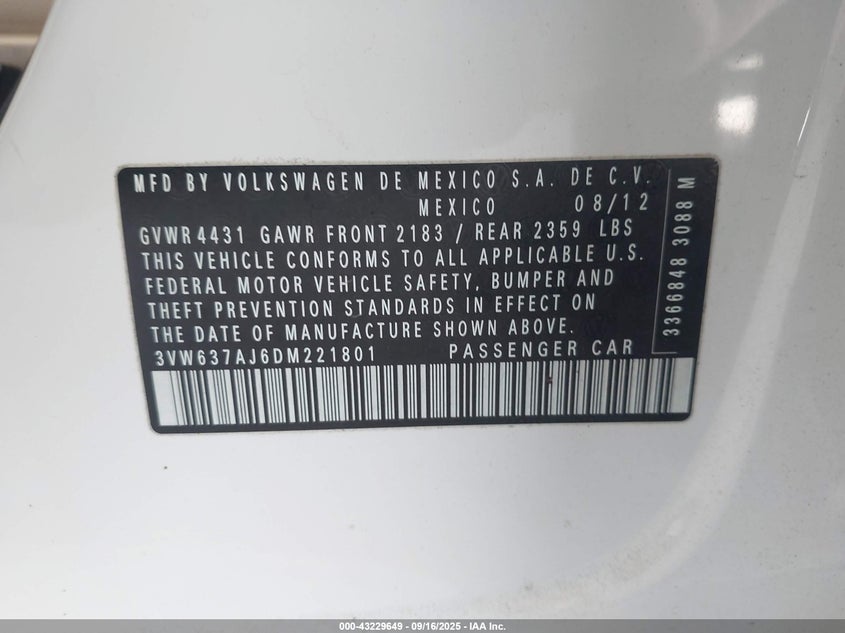 MFD BY VOLKSWAGEN DE MEXICO S.A. DE C.V.
MEXICO 08/12
GVWR 4431 GAWR FRONT 2183 / REAR 2359 LBS
THIS VEHICLE CONFORMS TO ALL APPLICABLE U.S.
FEDERAL MOTOR VEHICLE SAFETY, BUMPER AND
THEFT PREVENTION STANDARDS IN EFFECT ON
THE DATE OF MANUFACTURE SHOWN ABOVE.
3VW637AJ6DM221801 PASSENGER CAR
3366848 3088 M
000-43229649 - 09/16/2025 - IAA Inc.